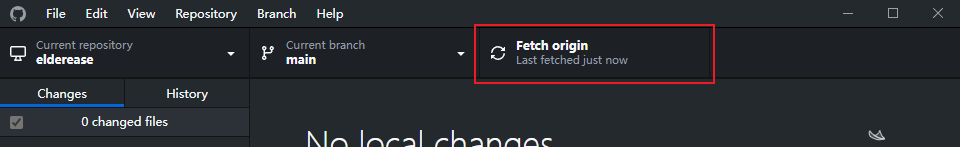 File Edit View Repository Branch Help
Current repository
elderease
Current branch
main
Fetch origin
Last fetched just now
Changes History
0 changed files
No local changes